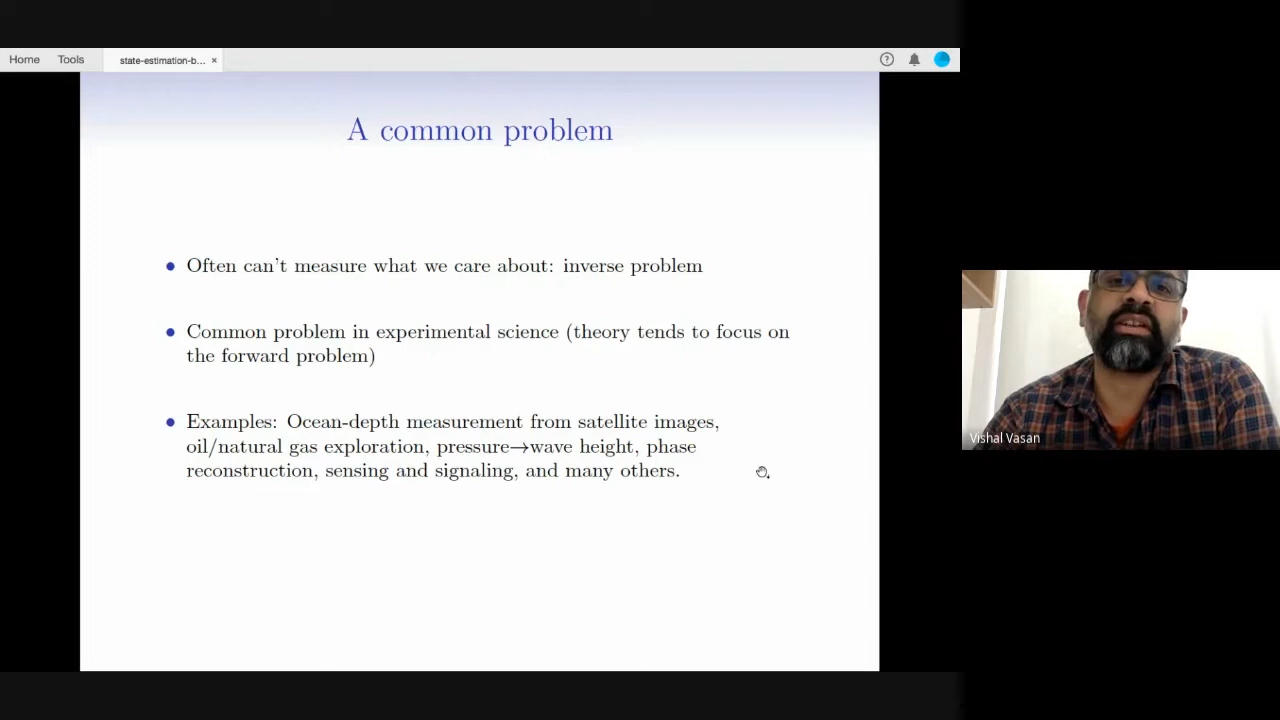 Home Tools state-estimation-b... ×
A common problem
• Often can't measure what we care about: inverse problem
• Common problem in experimental science (theory tends to focus on
the forward problem)
• Examples: Ocean-depth measurement from satellite images,
oil/natural gas exploration, pressure→wave height, phase
reconstruction, sensing and signaling, and many others.
Vishal Vasan